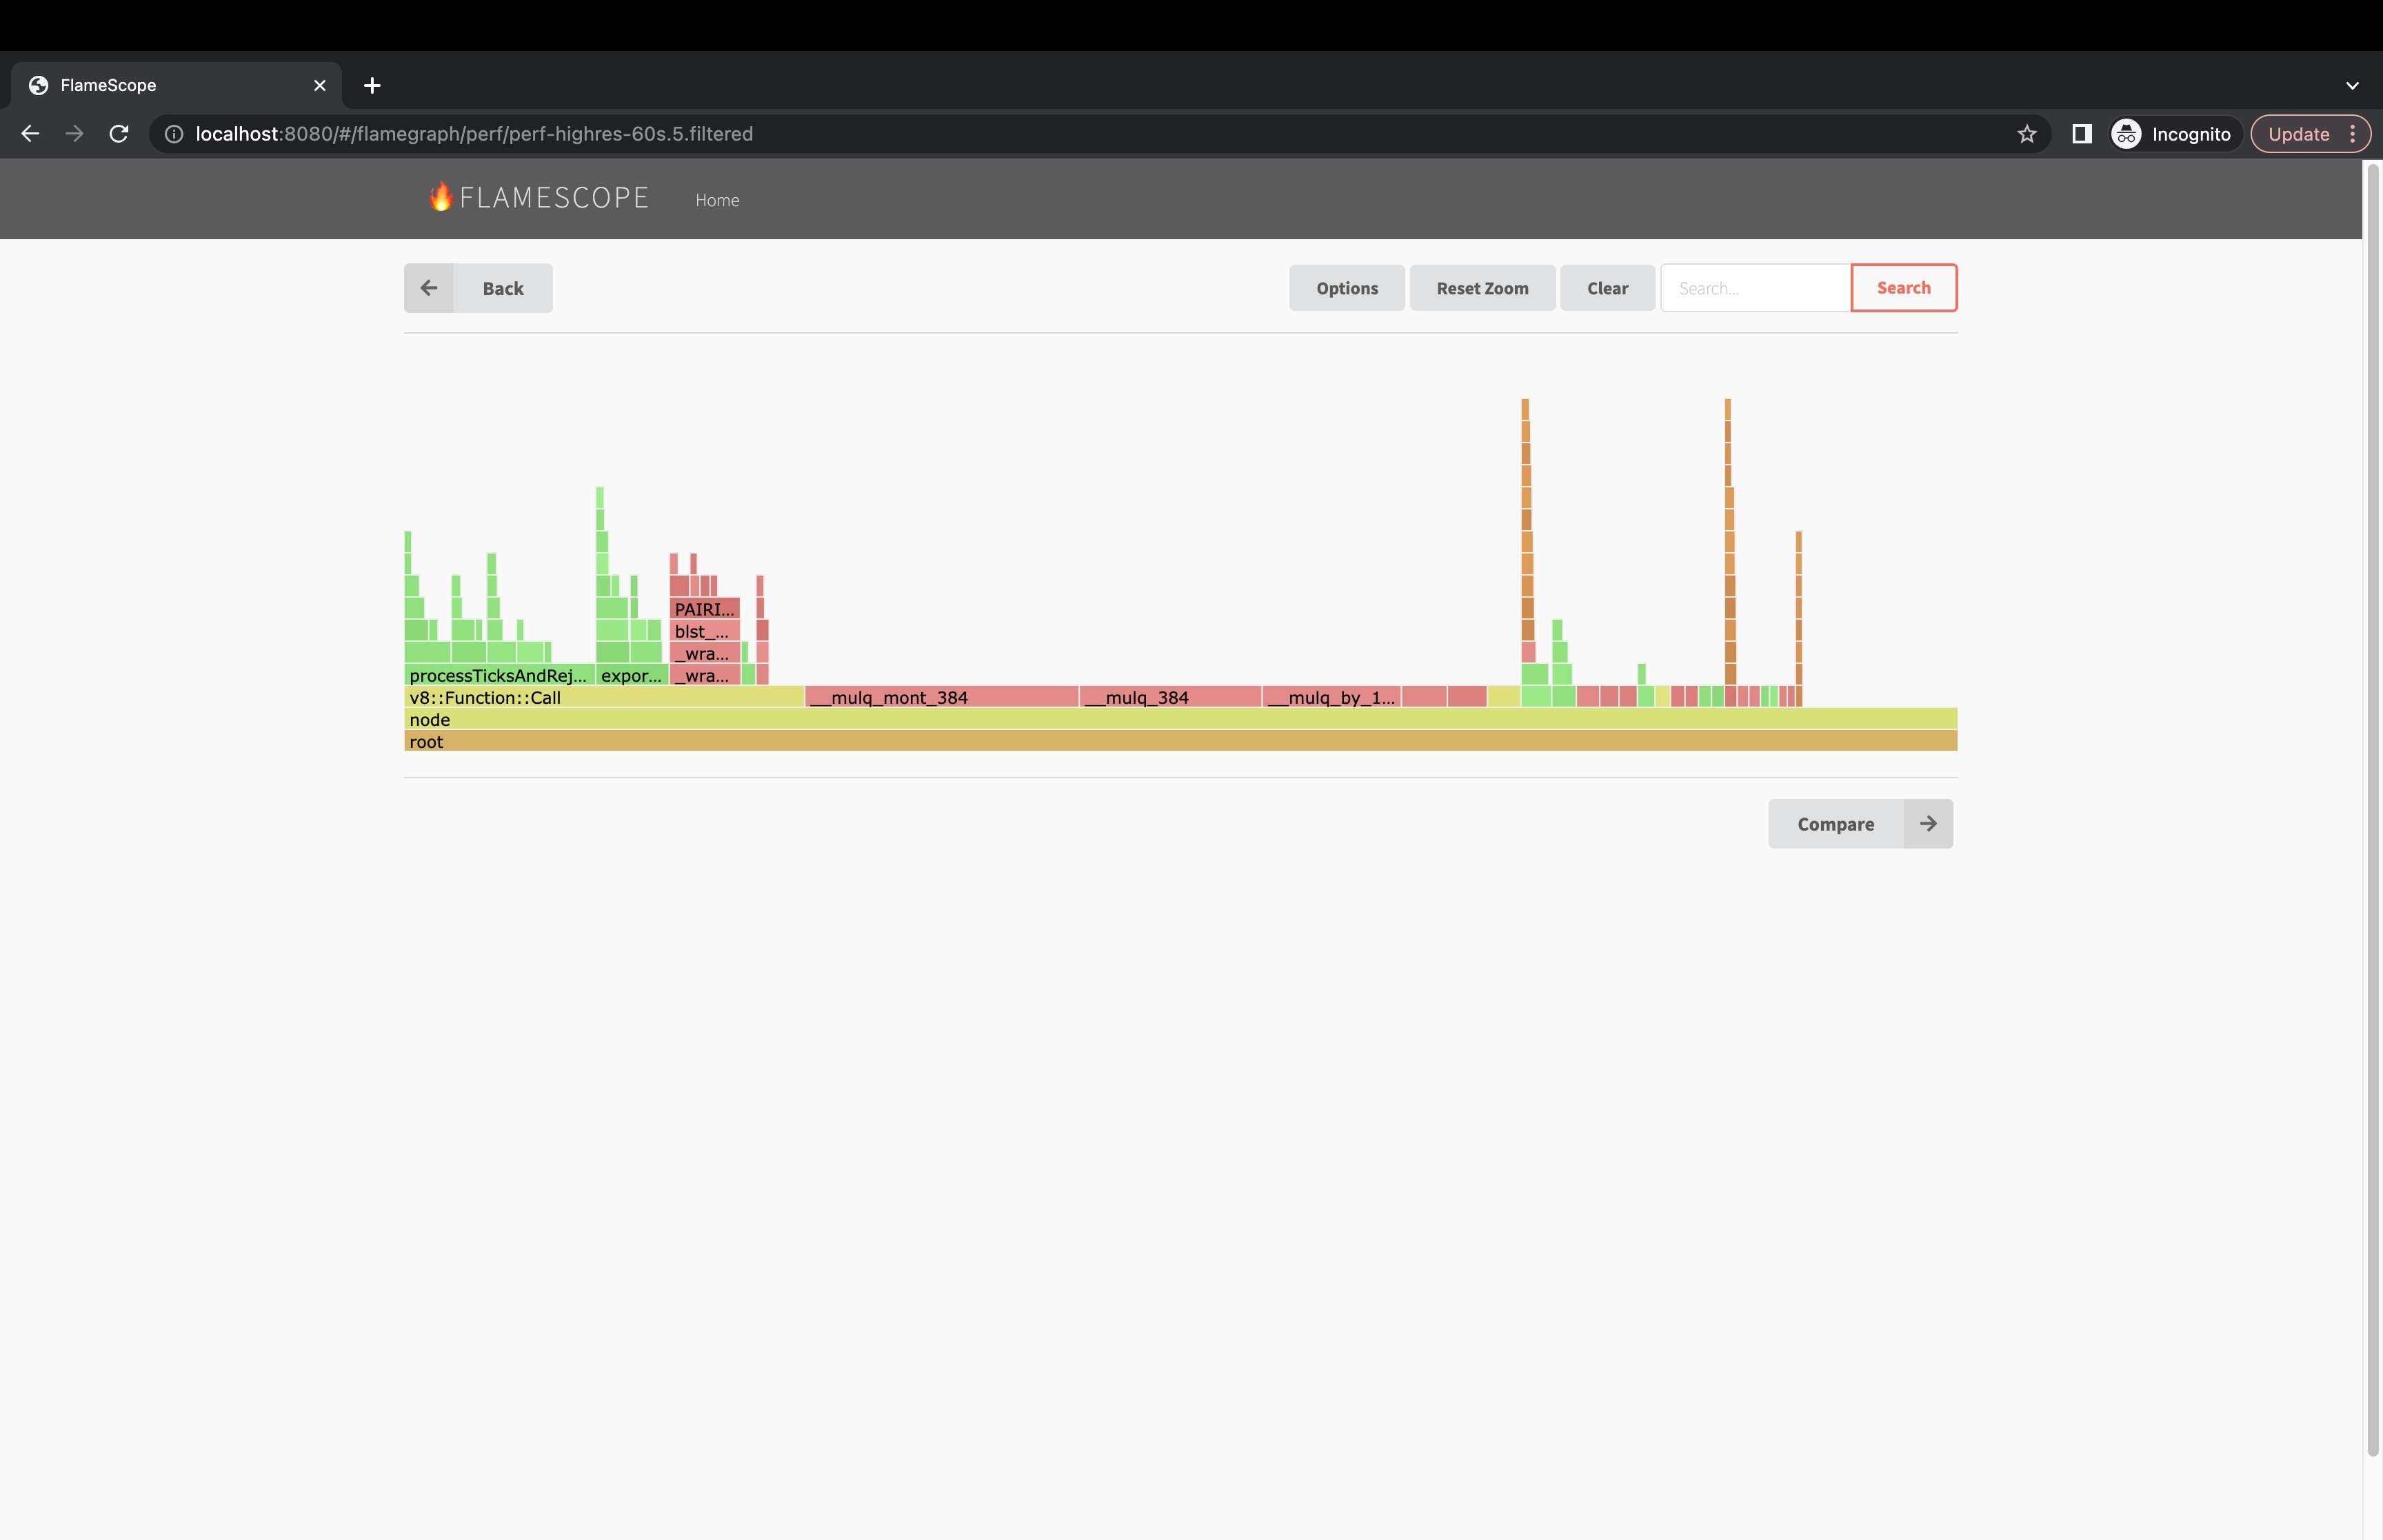 FlameScope
localhost:8080/#/flamegraph/perf/perf-highres-60s.5.filtered
Incognito
Update
FLAMESCOPE
Home
Back
Options
Reset Zoom
Clear
Search...
Search
PAIRI...
blst_...
_wra...
processTicksAndRej... expor... _wra...
v8::Function::Call __mulq_mont_384 __mulq_384 __mulq_by_1...
node
root
Compare